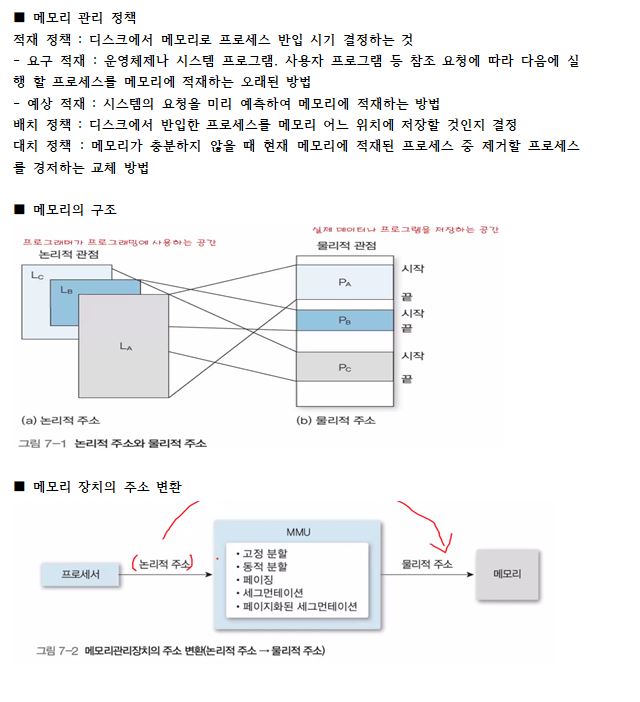 ■ 메모리 관리 정책
적재 정책 : 디스크에서 메모리로 프로세스 반입 시기 결정하는 것
- 요구 적재 : 운영체제나 시스템 프로그램. 사용자 프로그램 등 참조 요청에 따라 다음에 실
행 할 프로세스를 메모리에 적재하는 오래된 방법
- 예상 적재 : 시스템의 요청을 미리 예측하여 메모리에 적재하는 방법
배치 정책 : 디스크에서 반입한 프로세스를 메모리 어느 위치에 저장할 것인지 결정
대치 정책 : 메모리가 충분하지 않을 때 현재 메모리에 적재된 프로세스 중 제거할 프로세스
를 경저하는 교체 방법
■ 메모리의 구조
프로그래머가 프로그래밍에 사용하는 공간
실제 데이터나 프로그램을 저장하는 공간
논리적 관점
물리적 관점
LC
LB
LA
PA
PB
PC
시작
끝
시작
끝
시작
끝
(a) 논리적 주소
(b) 물리적 주소
그림 7-1 논리적 주소와 물리적 주소
■ 메모리 장치의 주소 변환
프로세서
논리적 주소
MMU
• 고정 분할
• 동적 분할
• 페이징
• 세그먼테이션
• 페이지화된 세그먼테이션
물리적 주소
메모리
그림 7-2 메모리관리장치의 주소 변환(논리적 주소 → 물리적 주소)